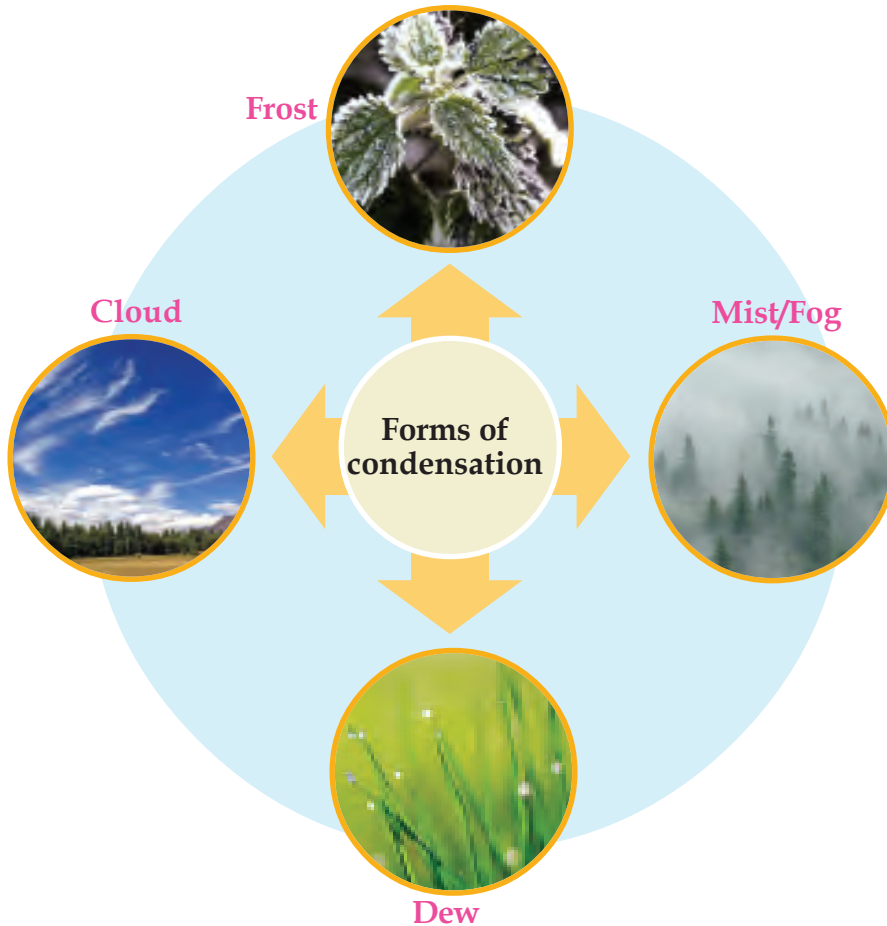 Frost
Cloud
Mist/Fog
Forms of
condensation
Dew